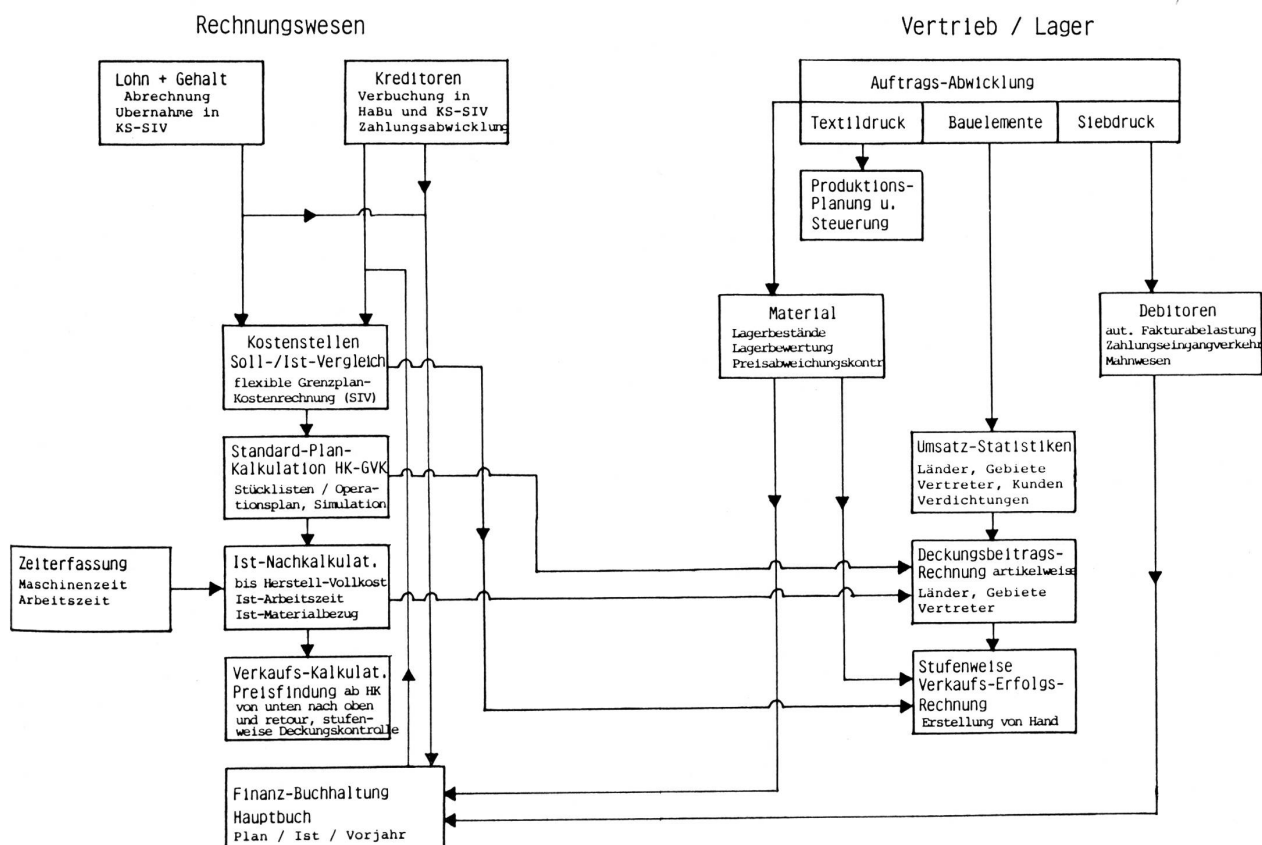 Rechnungswesen
Vertrieb / Lager
Lohn + Gehalt
Abrechnung
Ubernahme in
KS-SIV
Kreditoren
Verbuchung in
HaBu und KS-SIV
Zahlungsabwicklung
Auftrags-Abwicklung
Textildruck
Bauelemente
Siebdruck
Produktions-
Planung u.
Steuerung
Material
Lagerbestände
Lagerbewertung
Preisabweichungskontr
Debitoren
aut. Fakturabelastung
Zahlungseingangverkehr
Mahnwesen
Kostenstellen
Soll-/Ist-Vergleich
flexible Grenzplan-
Kostenrechnung (SIV)
Standard-Plan-
Kalkulation HK-GVK
Stücklisten / Opera-
tionsplan, Simulation
Umsatz-Statistiken
Länder, Gebiete
Vertreter, Kunden
Verdichtungen
Zeiterfassung
Maschinenzeit
Arbeitszeit
Ist-Nachkalkulat.
bis Herstell-Vollkost
Ist-Arbeitszeit
Ist-Materialbezug
Deckungsbeitrags-
Rechnung artikelweise
Länder, Gebiete
Vertreter
Verkaufs-Kalkulat.
Preisfindung ab HK
von unten nach oben
und retour, stufen-
weise Deckungskontrolle
Stufenweise
Verkaufs-Erfolgs-
Rechnung
Erstellung von Hand
Finanz-Buchhaltung
Hauptbuch
Plan / Ist / Vorjahr